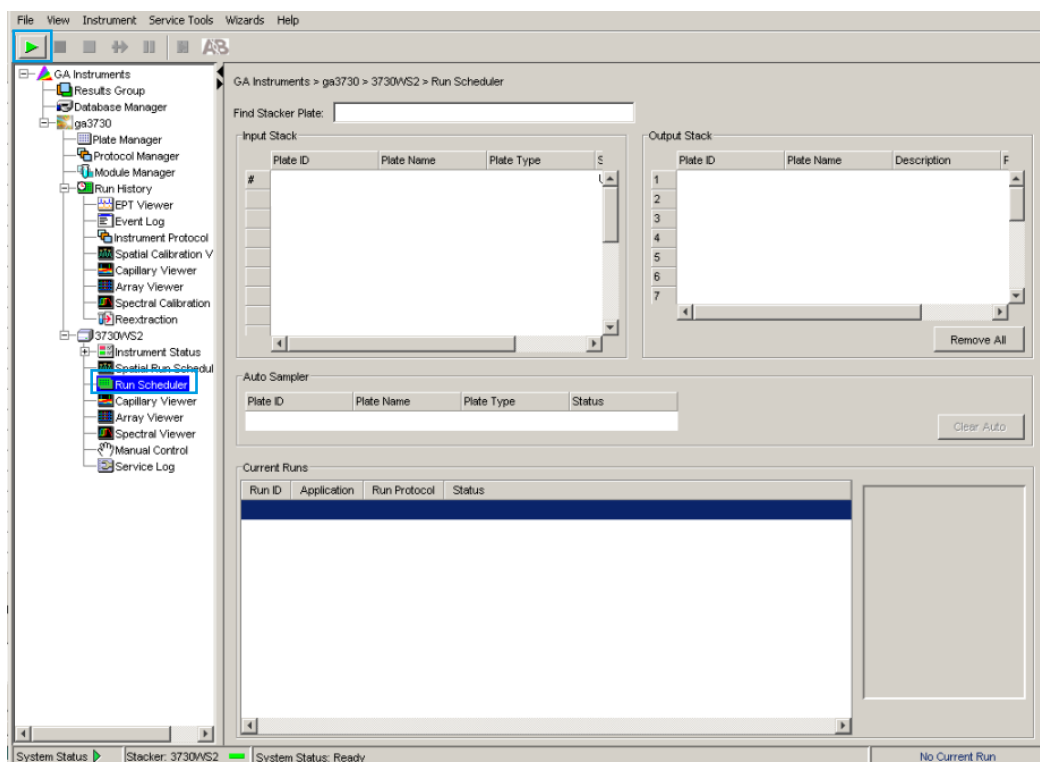 File View Instrument Service Tools Wizards Help
AB
GA Instruments
Results Group
Database Manager
ga3730
Plate Manager
Protocol Manager
Module Manager
Run History
EPT Viewer
Event Log
Instrument Protocol
Spatial Calibration V
Capillary Viewer
Array Viewer
Spectral Calibration
Reextraction
3730WS2
Instrument Status
Spatial Run Schedul
Run Scheduler
Capillary Viewer
Array Viewer
Spectral Viewer
Manual Control
Service Log
GA Instruments > ga3730 > 3730WS2 > Run Scheduler
Find Stacker Plate:
Input Stack
Plate ID Plate Name Plate Type S
#
Output Stack
Plate ID Plate Name Description F
1
2
3
4
5
6
7
Remove All
Auto Sampler
Plate ID Plate Name Plate Type Status
Clear Auto
Current Runs
Run ID Application Run Protocol Status
System Status Stacker: 3730WS2 System Status: Ready No Current Run